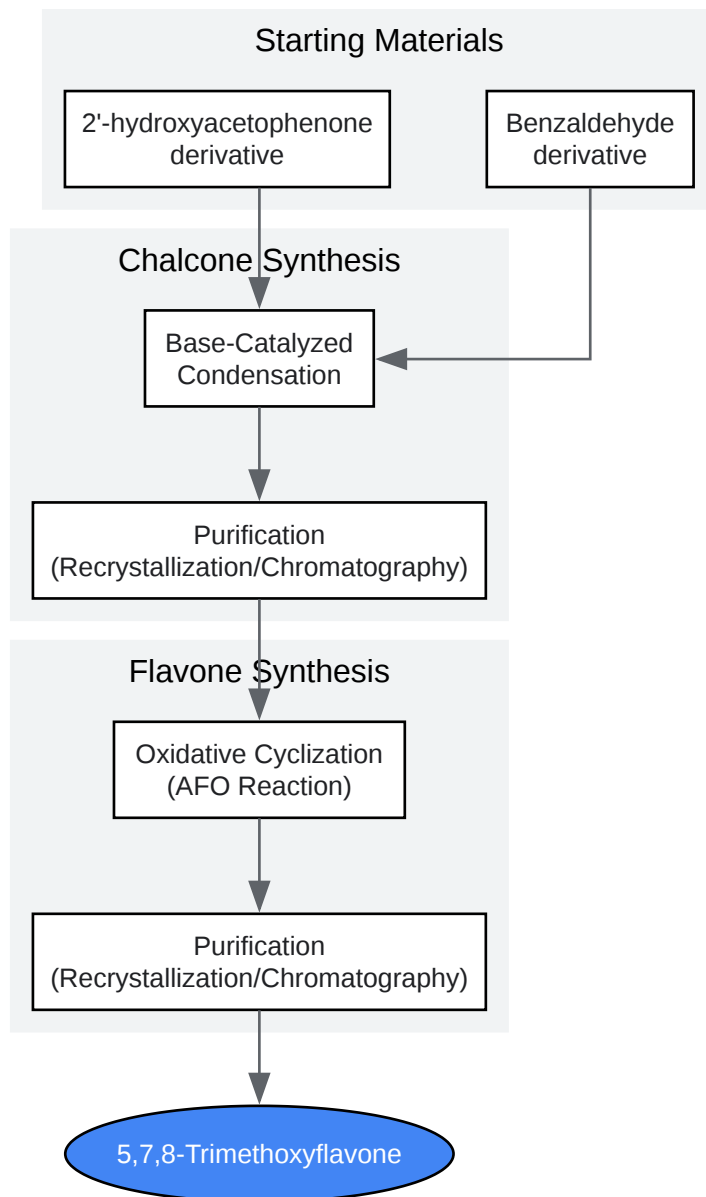 Starting Materials
2'-hydroxyacetophenone
derivative
Benzaldehyde
derivative
Chalcone Synthesis
Base-Catalyzed
Condensation
Purification
(Recrystallization/Chromatography)
Flavone Synthesis
Oxidative Cyclization
(AFO Reaction)
Purification
(Recrystallization/Chromatography)
5,7,8-Trimethoxyflavone